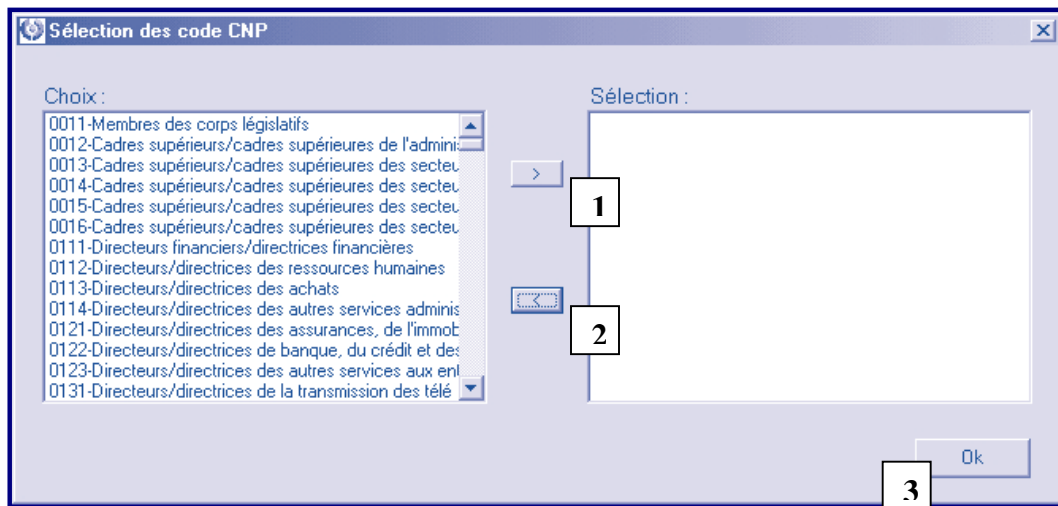 Sélection des code CNP
Choix :
0011-Membres des corps législatifs
0012-Cadres supérieurs/cadres supérieures de l'adminis
0013-Cadres supérieurs/cadres supérieures des secteu
0014-Cadres supérieurs/cadres supérieures des secteu
0015-Cadres supérieurs/cadres supérieures des secteu
0016-Cadres supérieurs/cadres supérieures des secteu
0111-Directeurs financiers/directrices financières
0112-Directeurs/directrices des ressources humaines
0113-Directeurs/directrices des achats
0114-Directeurs/directrices des autres services adminis
0121-Directeurs/directrices des assurances, de l'immob
0122-Directeurs/directrices de banque, du crédit et des
0123-Directeurs/directrices des autres services aux ent
0131-Directeurs/directrices de la transmission des télé
>
1
<
2
Sélection :
Ok
3